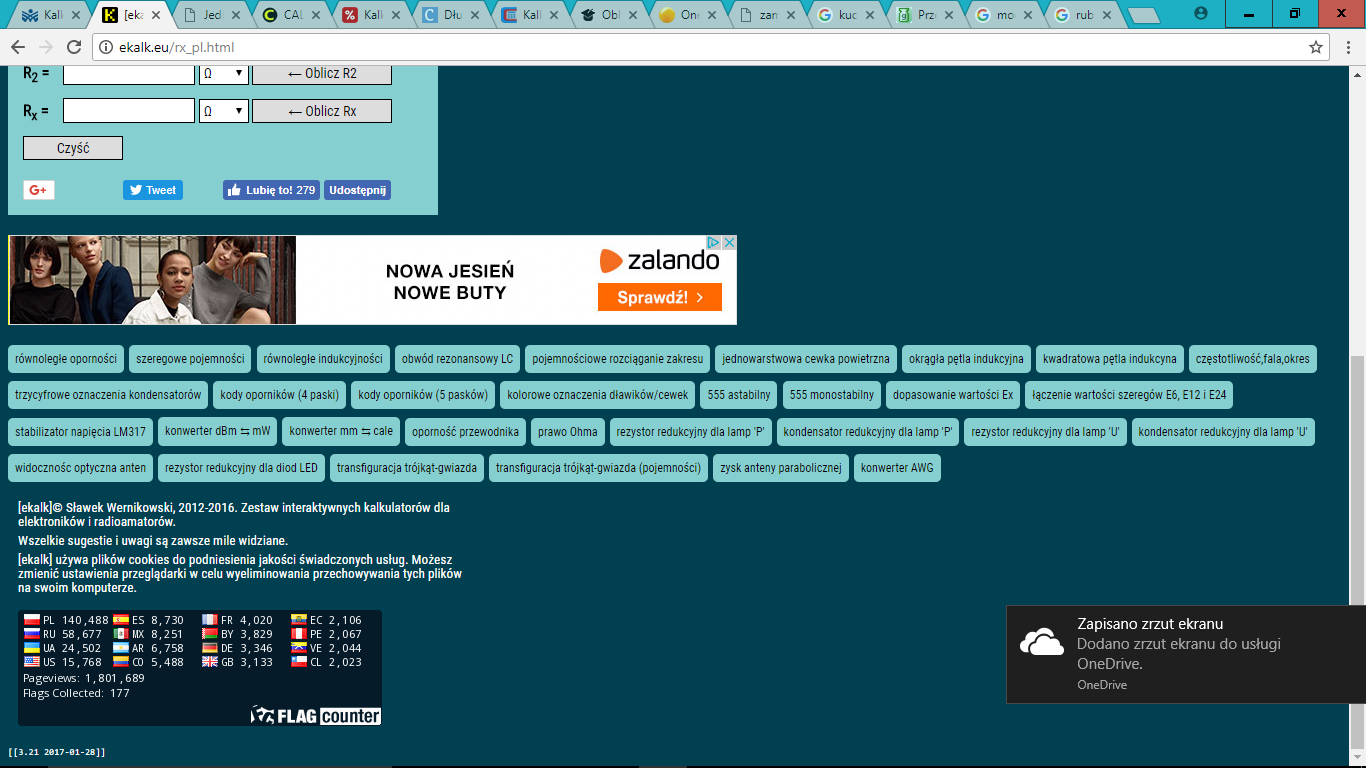 Kalk
[eka
Jed
CAL
Kalk
Dłu
Kalk
Obl
One
zan
kuc
Prze
mo
rub
ekalk.eu/rx_pl.html
R2 = Ω ← Oblicz R2
Rx = Ω ← Oblicz Rx
Czyść
G+ Tweet Lubię to! 279 Udostępnij
NOWA JESIEŃ
NOWE BUTY
zalando
Sprawdź! >
równoległe oporności szeregowe pojemności równoległe indukcyjności obwód rezonansowy LC pojemnościowe rozciąganie zakresu jednowarstwowa cewka powietrzna okrągła pętla indukcyjna kwadratowa pętla indukcyna częstotliwość,fala,okres
trzycyfrowe oznaczenia kondensatorów kody oporników (4 paski) kody oporników (5 pasków) kolorowe oznaczenia dławików/cewek 555 astabilny 555 monostabilny dopasowanie wartości Ex łączenie wartości szeregów E6, E12 i E24
stabilizator napięcia LM317 konwerter dBm ⇆ mW konwerter mm ⇆ cale oporność przewodnika prawo Ohma rezystor redukcyjny dla lamp 'P' kondensator redukcyjny dla lamp 'P' rezystor redukcyjny dla lamp 'U' kondensator redukcyjny dla lamp 'U'
widocznośc optyczna anten rezystor redukcyjny dla diod LED transfiguracja trójkąt-gwiazda transfiguracja trójkąt-gwiazda (pojemności) zysk anteny parabolicznej konwerter AWG
[ekalk]© Sławek Wernikowski, 2012-2016. Zestaw interaktywnych kalkulatorów dla
elektroników i radioamatorów.
Wszelkie sugestie i uwagi są zawsze mile widziane.
[ekalk] używa plików cookies do podniesienia jakości świadczonych usług. Możesz
zmienić ustawienia przeglądarki w celu wyeliminowania przechowywania tych plików
na swoim komputerze.
PL 140,488 ES 8,730 FR 4,020 EC 2,106
RU 58,677 MX 8,251 BY 3,829 PE 2,067
UA 24,502 AR 6,758 DE 3,346 VE 2,044
US 15,768 CO 5,488 GB 3,133 CL 2,023
Pageviews: 1,801,689
Flags Collected: 177
FLAG counter
[[3.21 2017-01-28]]
Zapisano zrzut ekranu
Dodano zrzut ekranu do usługi
OneDrive.
OneDrive